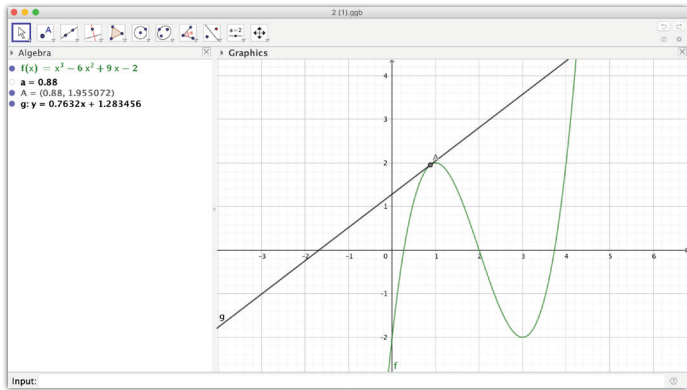 2 (1).ggb
A
a=2
Algebra
Graphics
f(x) = x³ − 6 x² + 9 x − 2
a = 0.88
A = (0.88, 1.955072)
g: y = 0.7632x + 1.283456
4
3
2
A
1
-3 -2 -1 0 1 2 3 4 5 6
-1
g
-2
f
Input: